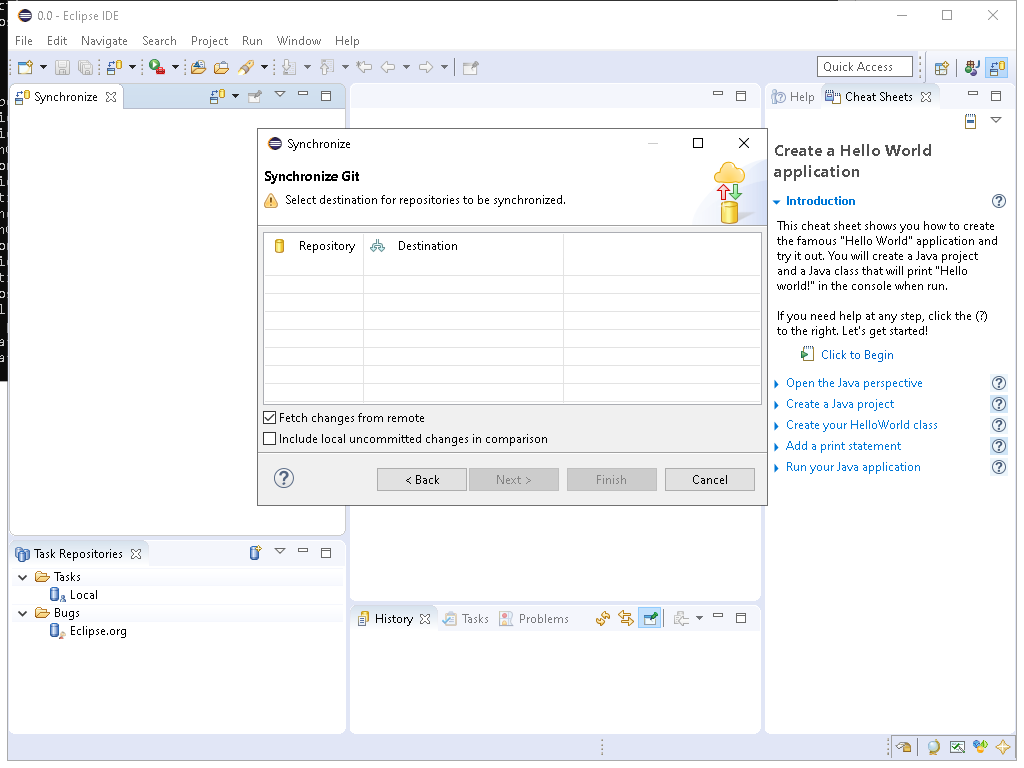 0.0 - Eclipse IDE
File Edit Navigate Search Project Run Window Help
Quick Access
Synchronize
Help Cheat Sheets
Synchronize
Synchronize Git
Select destination for repositories to be synchronized.
Repository Destination
Fetch changes from remote
Include local uncommitted changes in comparison
< Back Next > Finish Cancel
Create a Hello World
application
Introduction
This cheat sheet shows you how to create
the famous "Hello World" application and
try it out. You will create a Java project
and a Java class that will print "Hello
world!" in the console when run.
If you need help at any step, click the (?)
to the right. Let's get started!
Click to Begin
Open the Java perspective
Create a Java project
Create your HelloWorld class
Add a print statement
Run your Java application
Task Repositories
Tasks
Local
Bugs
Eclipse.org
History Tasks Problems